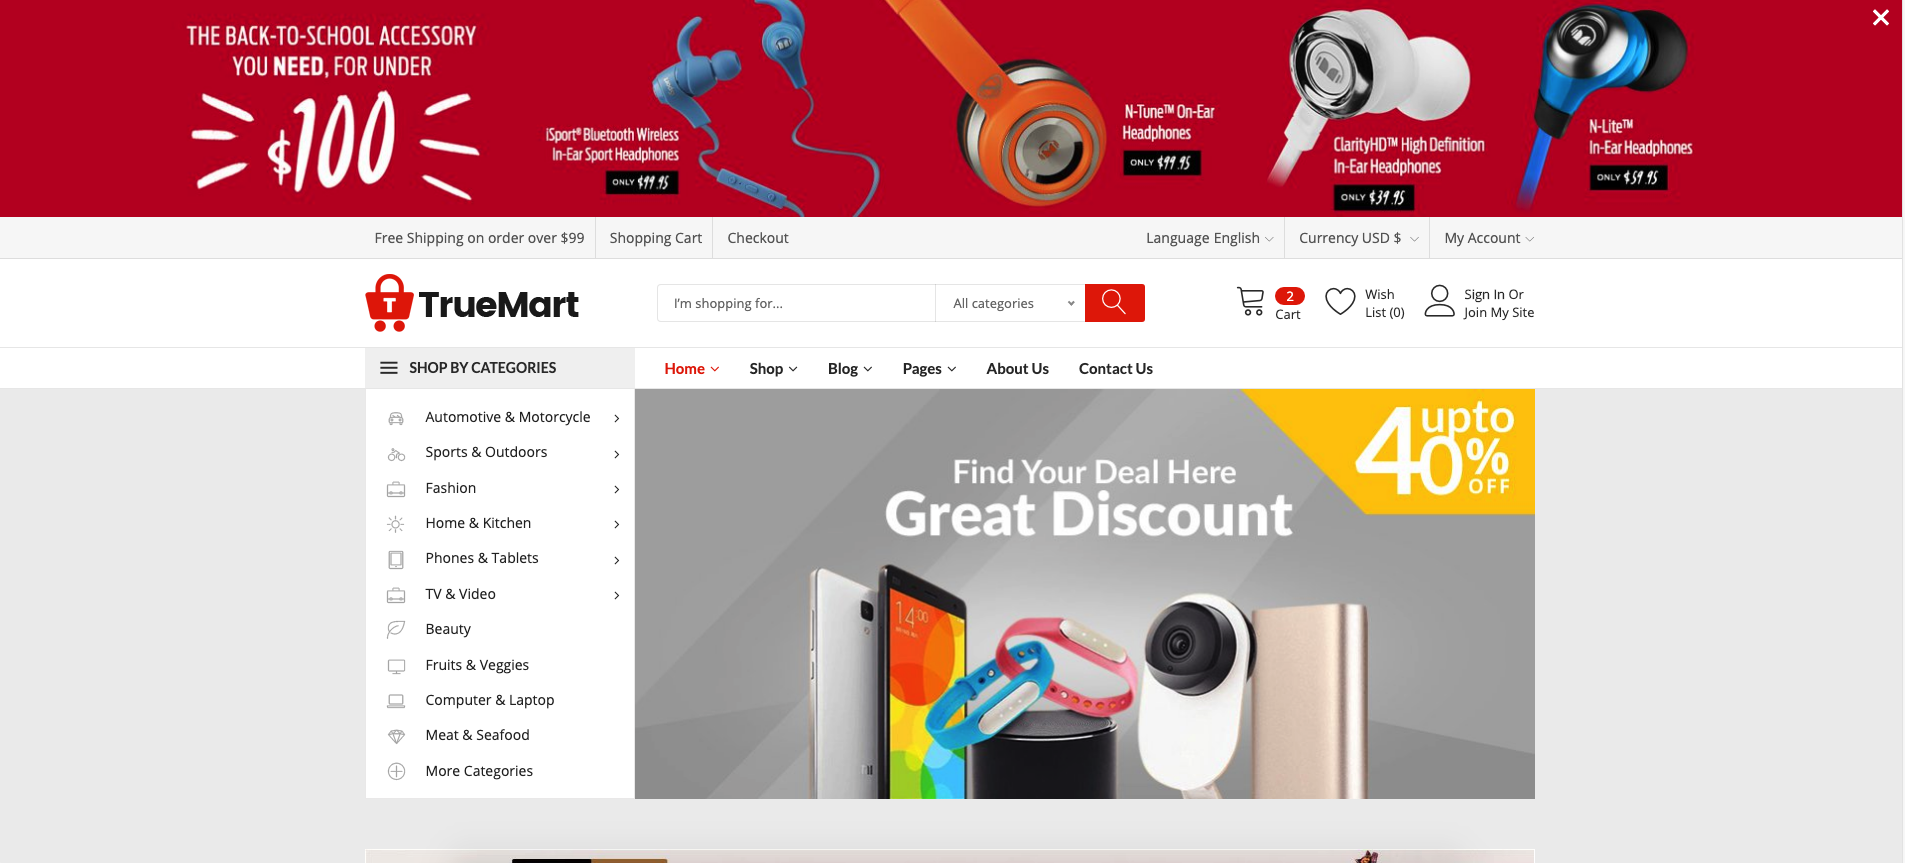 THE BACK-TO-SCHOOL ACCESSORY
YOU NEED, FOR UNDER
$100
iSport® Bluetooth Wireless
In-Ear Sport Headphones
ONLY $99.95
N-Tune™ On-Ear
Headphones
ONLY $99.95
ClarityHD™ High Definition
In-Ear Headphones
ONLY $39.95
N-Lite™
In-Ear Headphones
ONLY $59.95
Free Shipping on order over $99
Shopping Cart
Checkout
Language English
Currency USD $
My Account
T
TrueMart
I'm shopping for...
All categories
2
Cart
Wish
List (0)
Sign In Or
Join My Site
SHOP BY CATEGORIES
Home
Shop
Blog
Pages
About Us
Contact Us
Automotive & Motorcycle
Sports & Outdoors
Fashion
Home & Kitchen
Phones & Tablets
TV & Video
Beauty
Fruits & Veggies
Computer & Laptop
Meat & Seafood
More Categories
upto
40%
OFF
Find Your Deal Here
Great Discount
14:00